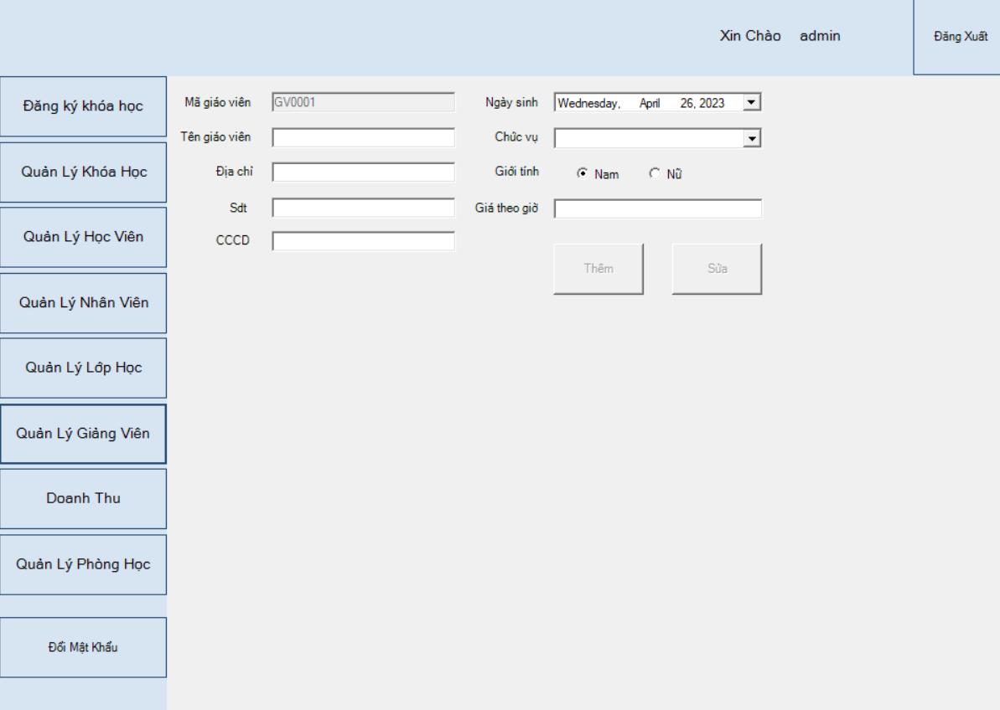 Xin Chào admin
Đăng Xuất
Đăng ký khóa học
Quản Lý Khóa Học
Quản Lý Học Viên
Quản Lý Nhân Viên
Quản Lý Lớp Học
Quản Lý Giảng Viên
Doanh Thu
Quản Lý Phòng Học
Đổi Mật Khẩu
Mã giáo viên GV0001
Tên giáo viên
Địa chỉ
Sdt
CCCD
Ngày sinh Wednesday, April 26, 2023
Chức vụ
Giới tính Nam Nữ
Giá theo giờ
Thêm Sửa